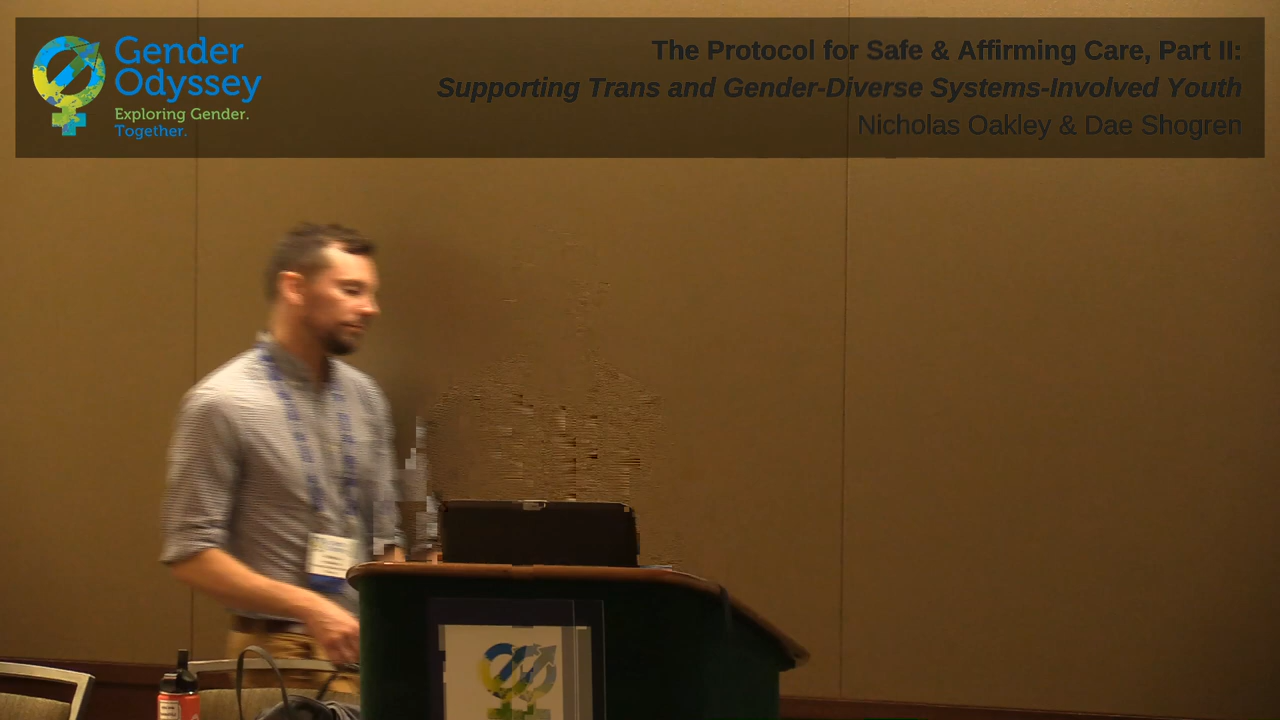 Gender
Odyssey
Exploring Gender.
Together.
The Protocol for Safe & Affirming Care, Part II:
Supporting Trans and Gender-Diverse Systems-Involved Youth
Nicholas Oakley & Dae Shogren